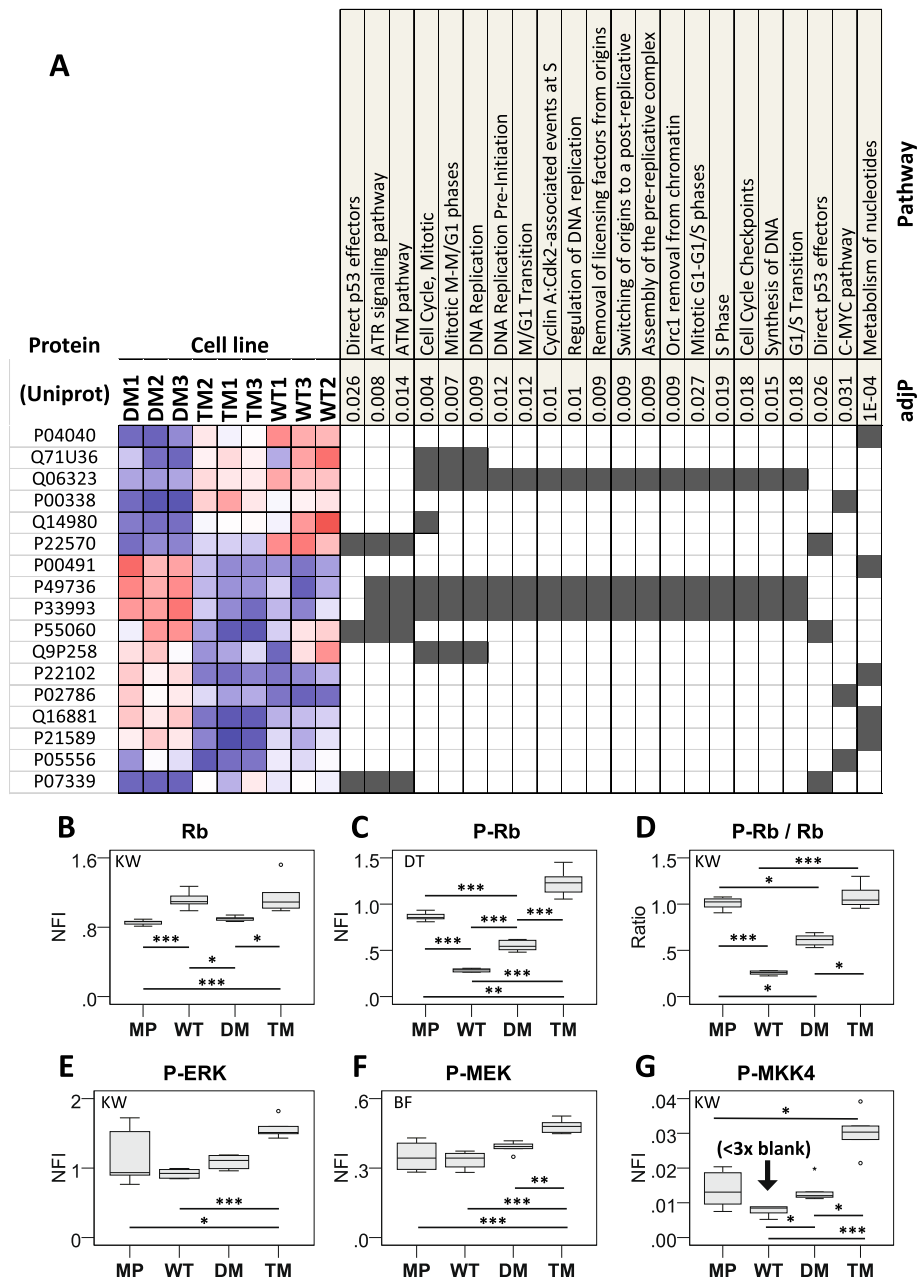 A
Direct p53 effectors
ATR signaling pathway
ATM pathway
Cell Cycle, Mitotic
Mitotic M-M/G1 phases
DNA Replication
DNA Replication Pre-Initiation
M/G1 Transition
Cyclin A:Cdk2-associated events at S
Regulation of DNA replication
Removal of licensing factors from origins
Switching of origins to a post-replicative
Assembly of the pre-replicative complex
Orc1 removal from chromatin
Mitotic G1-G1/S phases
S Phase
Cell Cycle Checkpoints
Synthesis of DNA
G1/S Transition
Direct p53 effectors
C-MYC pathway
Metabolism of nucleotides
Pathway
Protein Cell line
(Uniprot) DM1 DM2 DM3 TM2 TM1 TM3 WT1 WT3 WT2 0.026 0.008 0.014 0.004 0.007 0.009 0.012 0.012 0.01 0.01 0.009 0.009 0.009 0.009 0.027 0.019 0.018 0.015 0.018 0.026 0.031 1E-04 adjP
P04040
Q71U36
Q06323
P00338
Q14980
P22570
P00491
P49736
P33993
P55060
Q9P258
P22102
P02786
Q16881
P21589
P05556
P07339
B Rb
KW
NFI
1.6
.8
.0
***
*
*
***
MP WT DM TM
C P-Rb
DT
NFI
1.5
1.0
.5
0.0
***
***
***
***
***
**
MP WT DM TM
D P-Rb / Rb
KW
Ratio
1.5
1.0
.5
.0
***
*
***
*
*
MP WT DM TM
E P-ERK
KW
NFI
2
1
0
***
*
MP WT DM TM
F P-MEK
BF
NFI
.6
.3
.0
**
***
***
MP WT DM TM
G P-MKK4
KW
NFI
.04
.03
.02
.01
.00
*
(<3x blank)
*
*
***
MP WT DM TM